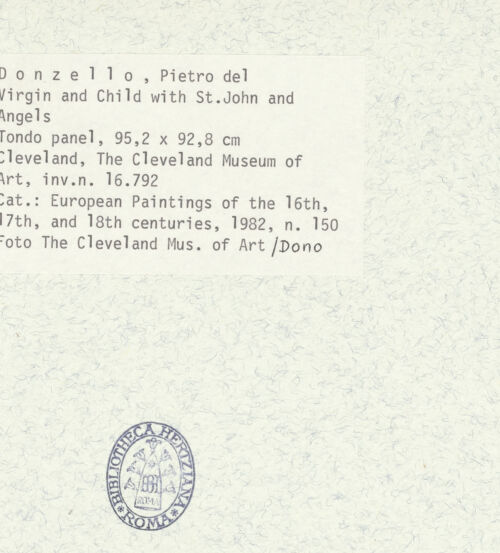 Donzello, Pietro del
Virgin and Child with St.John and
Angels
Tondo panel, 95,2 x 92,8 cm
Cleveland, The Cleveland Museum of
Art, inv.n. 16.792
Cat.: European Paintings of the 16th,
17th, and 18th centuries, 1982, n. 150
Foto The Cleveland Mus. of Art /Dono
BIBLIOTHECA HERTZIANA
* ROMA *